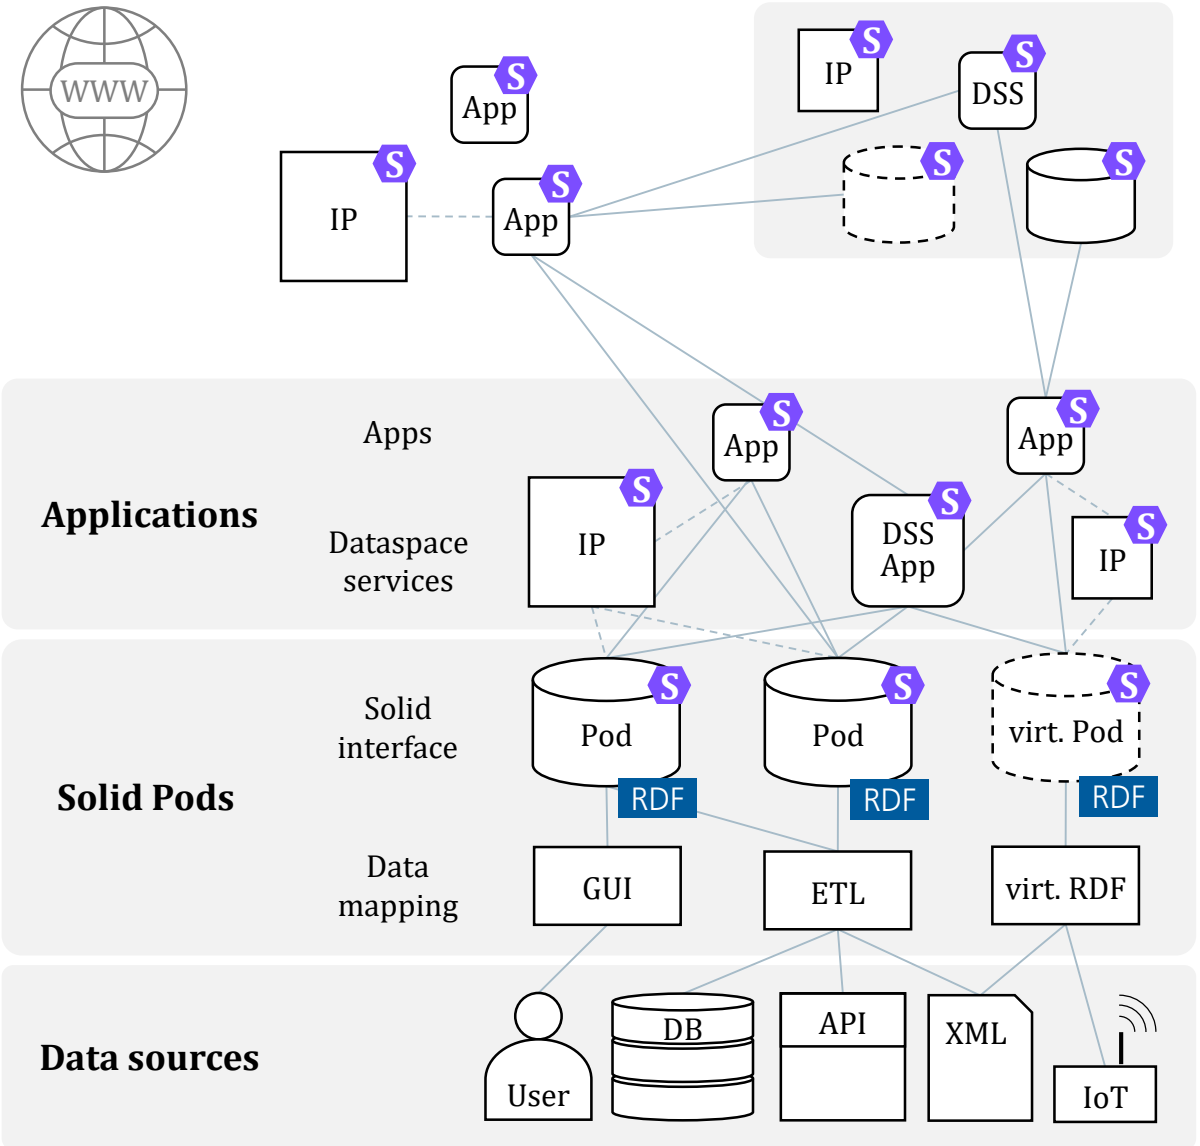 WWW
S
IP
S
DSS
S
App
S
IP
S
App
S
S
S
Apps
S
App
S
App
Applications
S
IP
Dataspace
services
S
DSS
App
S
IP
Solid Pods
Solid
interface
S
Pod
RDF
S
Pod
RDF
S
virt. Pod
RDF
Data
mapping
GUI
ETL
virt. RDF
Data sources
User
DB
API
XML
IoT